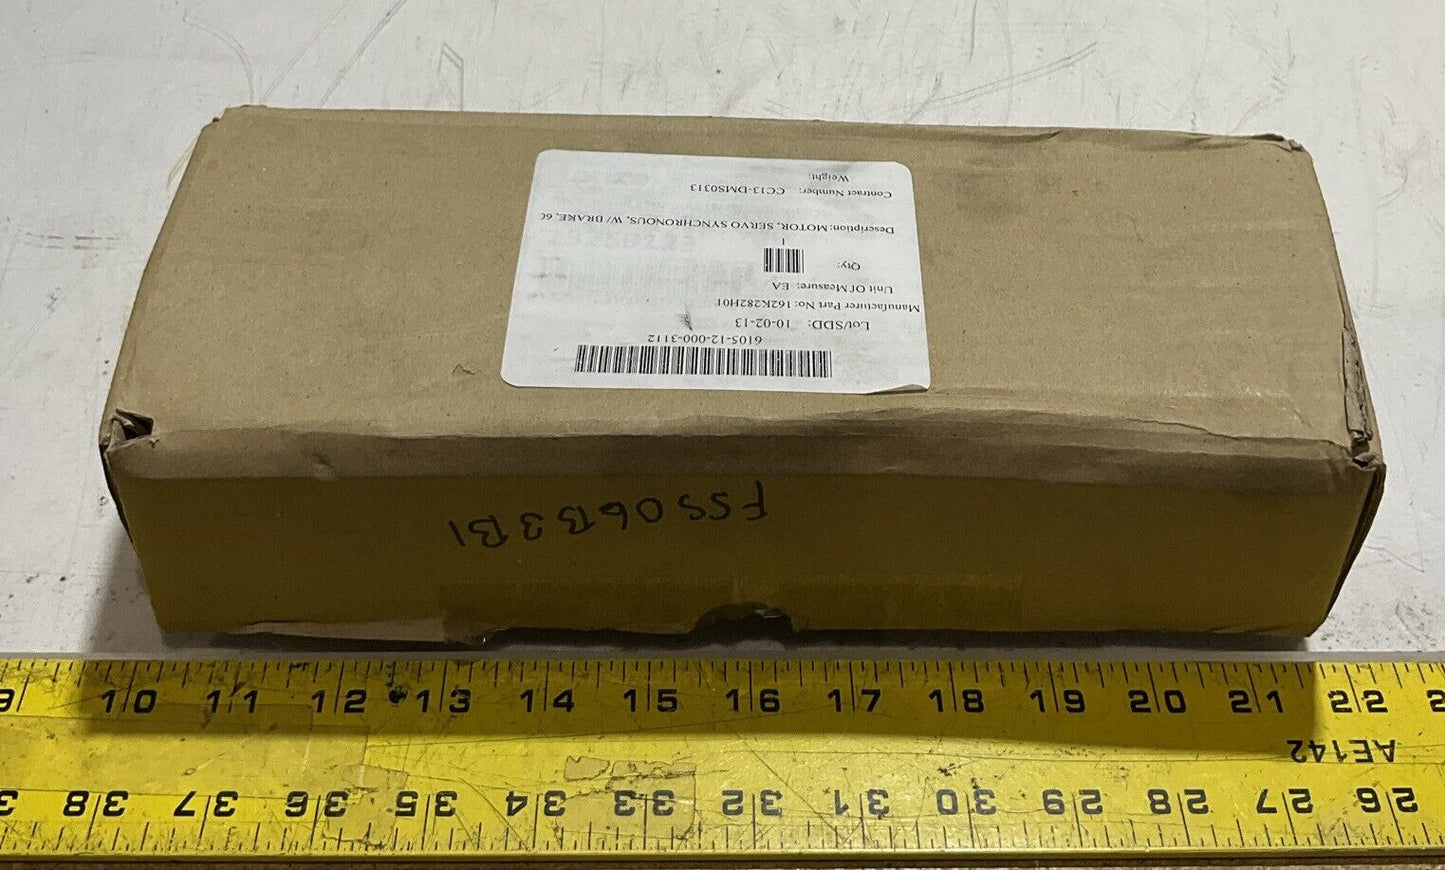 6105-12-000-3112
Lot/SDD: 10-02-13
Manufacturer Part No: 162K282H01
Unit Of Measure: EA
Qty:
1
Description: MOTOR, SERVO SYNCHRONOUS, W/ BRAKE, 60
Contract Number: CC13-DMS0313
Weight:
FSS06B3B1
9 10 11 12 13 14 15 16 17 18 19 20 21 22
AE142
26 27 28 29 30 31 32 33 34 35 36 37 38